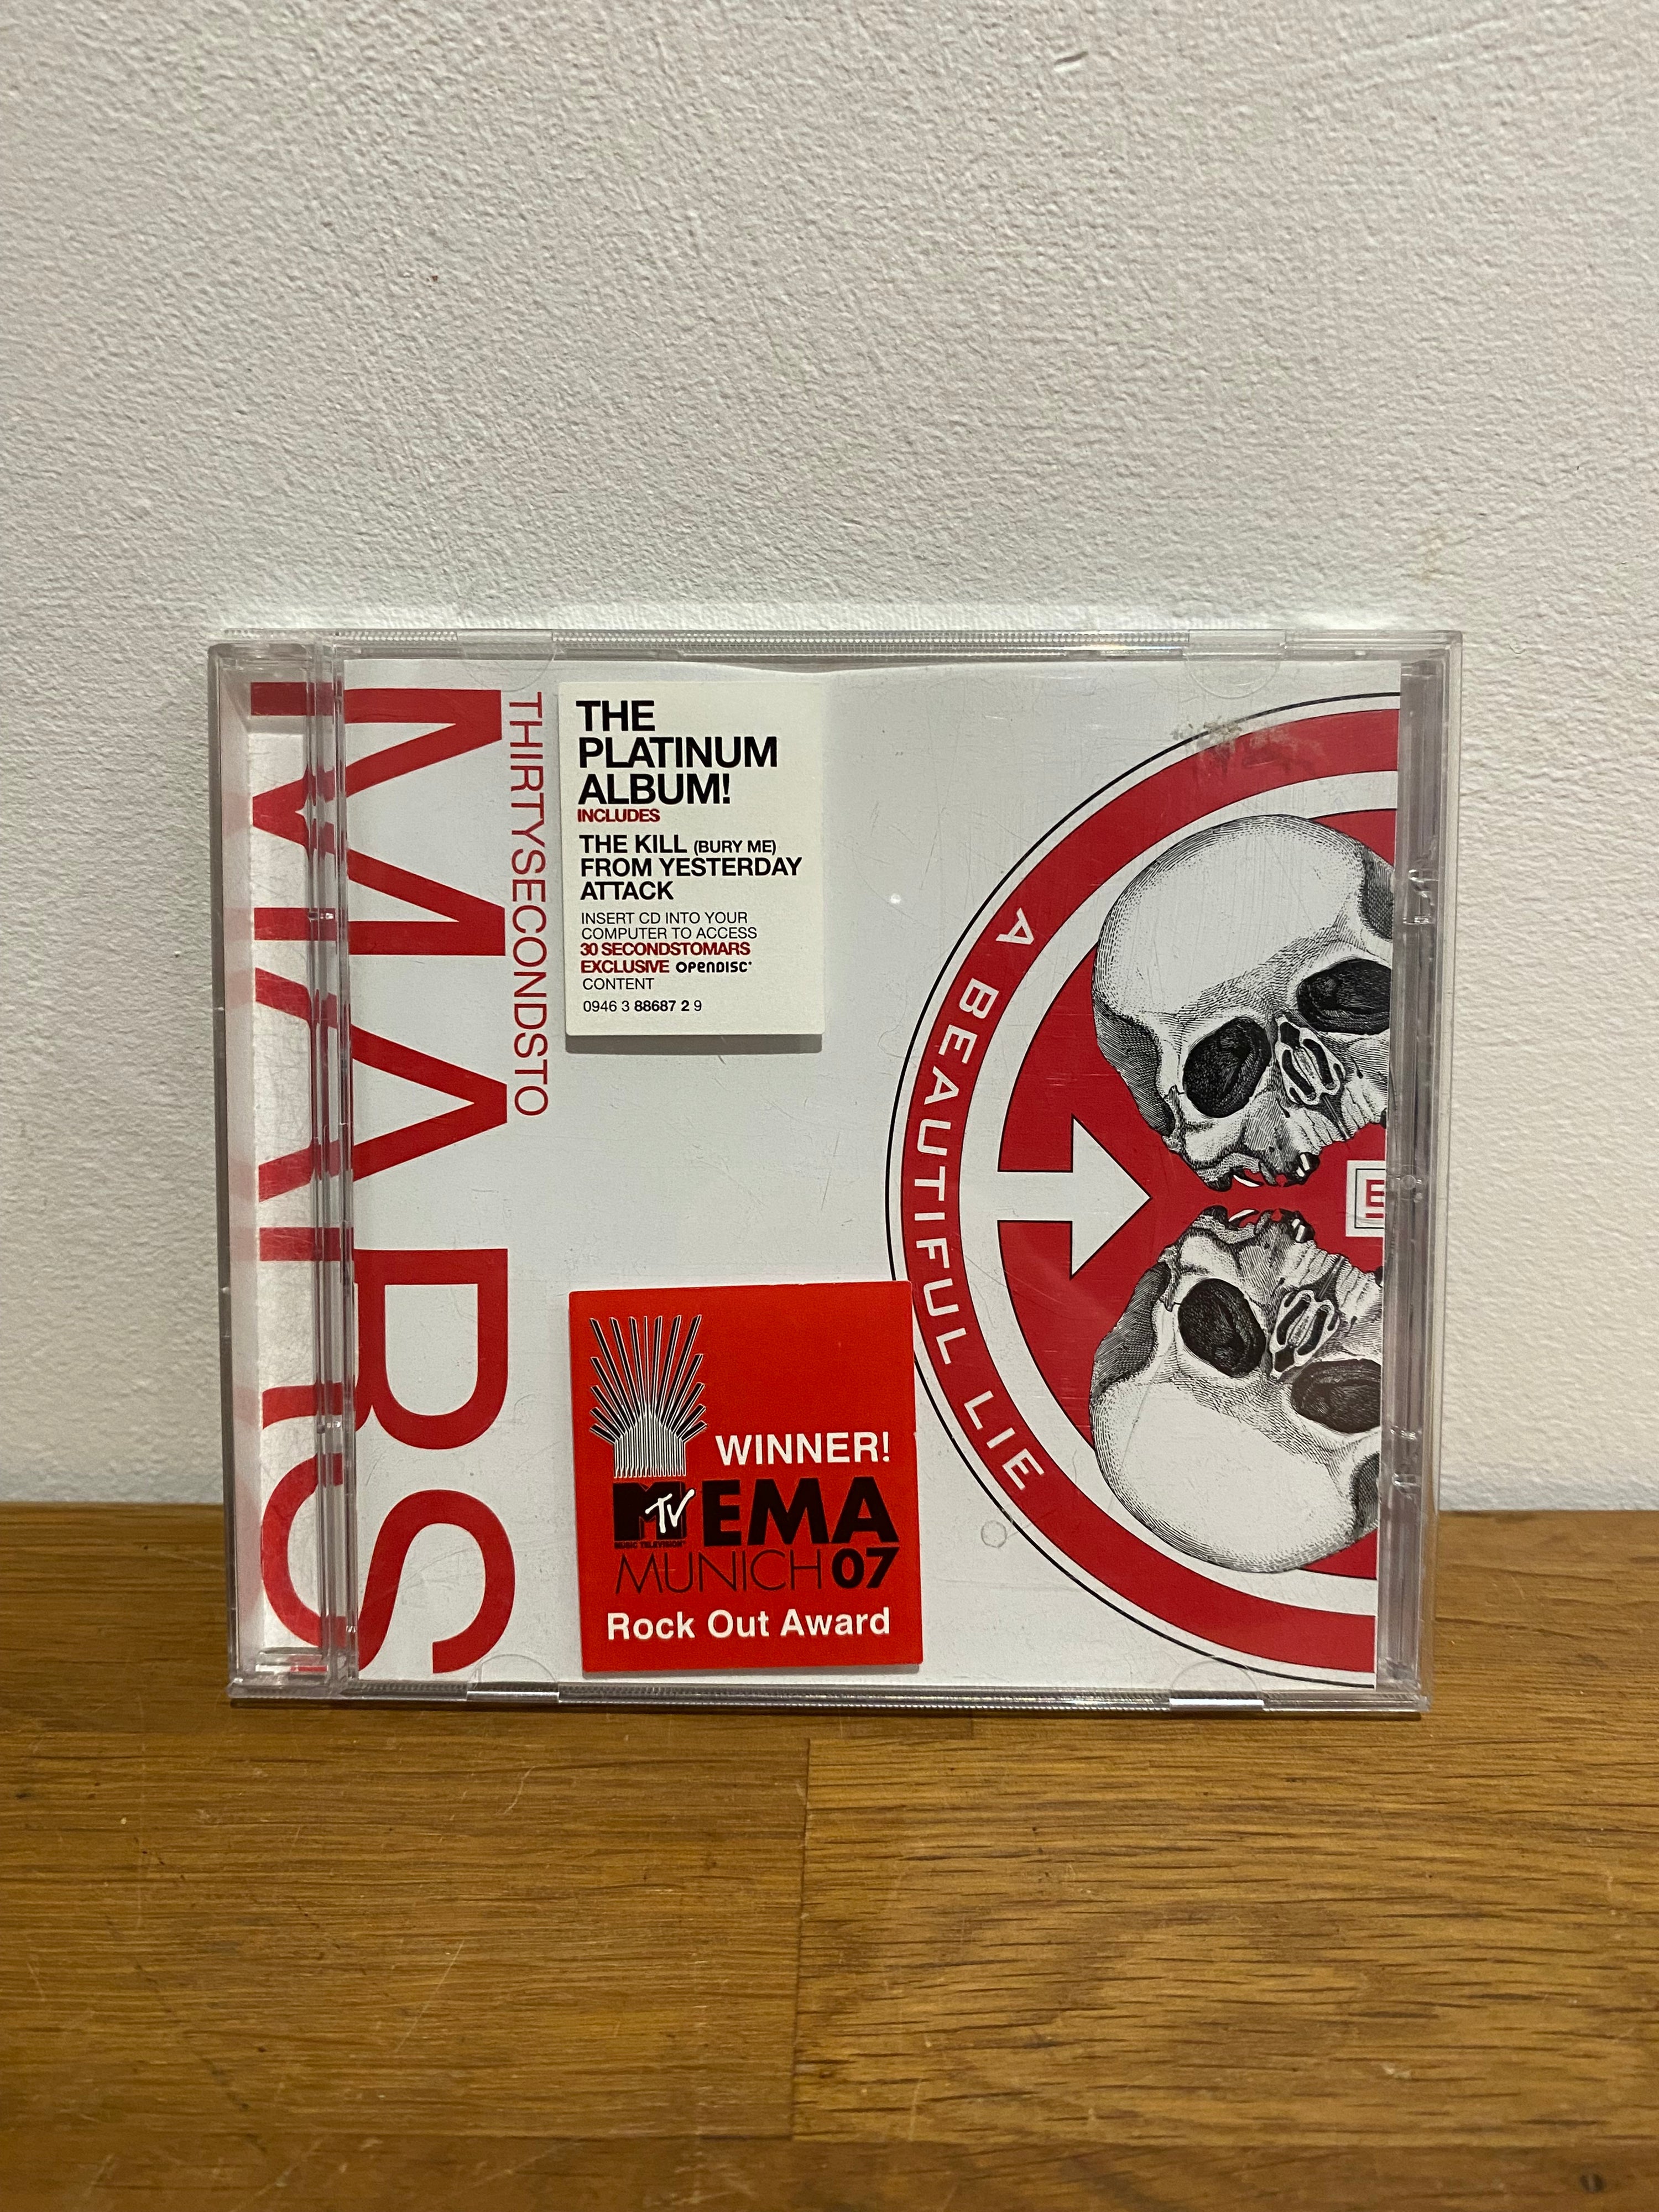 MARS
MARS
THIRTYSECONDSTO
THE
PLATINUM
ALBUM!
INCLUDES
THE KILL (BURY ME)
FROM YESTERDAY
ATTACK
INSERT CD INTO YOUR
COMPUTER TO ACCESS
30 SECONDSTOMARS
EXCLUSIVE OPENDISC
CONTENT
0946 3 88687 2 9
A BEAUTIFUL LIE
WINNER!
MTV EMA
MUSIC TELEVISION
MUNICH 07
Rock Out Award